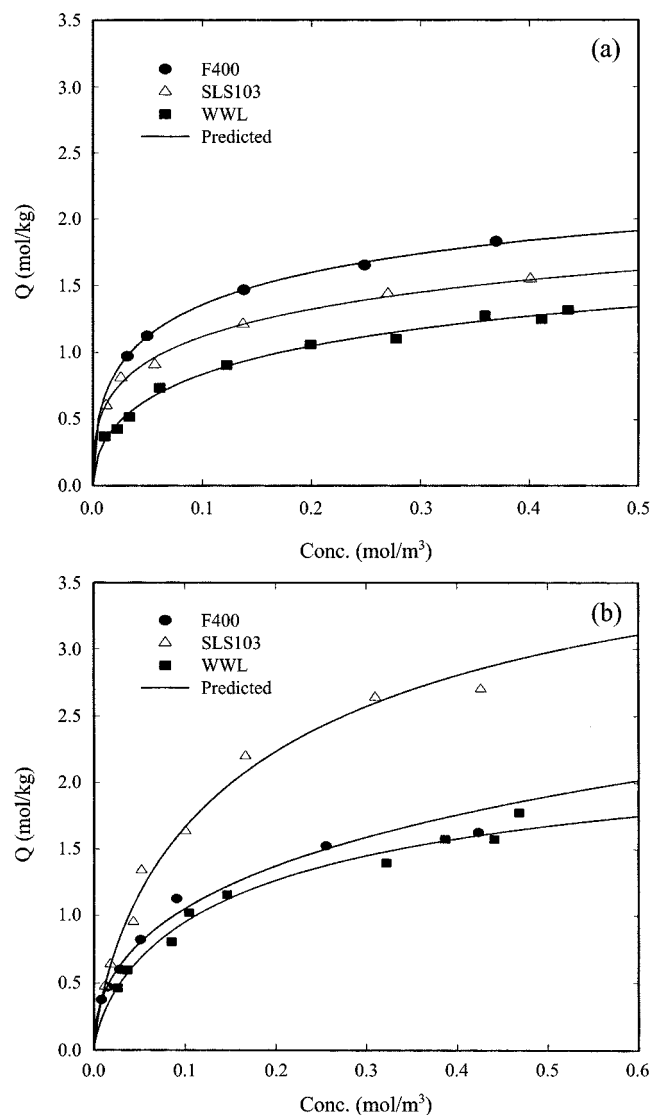 (a)
F400
SLS103
WWL
Predicted
3.5
3.0
2.5
2.0
1.5
1.0
0.5
0.0
Q (mol/kg)
0.0 0.1 0.2 0.3 0.4 0.5
Conc. (mol/m³)
(b)
F400
SLS103
WWL
Predicted
3.5
3.0
2.5
2.0
1.5
1.0
0.5
0.0
Q (mol/kg)
0.0 0.1 0.2 0.3 0.4 0.5 0.6
Conc. (mol/m³)